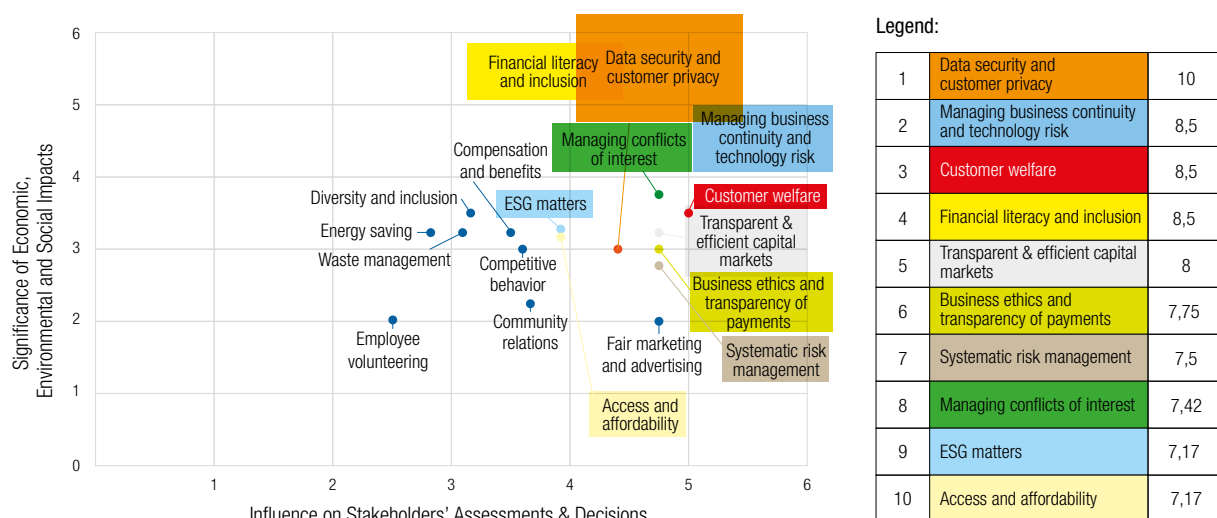 Significance of Economic,
Environmental and Social Impacts
6
5
4
3
2
1
0
1
2
3
4
5
6
Influence on Stakeholders' Assessments & Decisions
Financial literacy
and inclusion
Data security and
customer privacy
Managing conflicts
of interest
Managing business
continuity and
technology risk
Compensation
and benefits
Diversity and inclusion
ESG matters
Customer welfare
Energy saving
Waste management
Transparent &
efficient capital
markets
Competitive
behavior
Business ethics and
transparency of
payments
Employee
volunteering
Community
relations
Fair marketing
and advertising
Systematic risk
management
Access and
affordability
Legend:
1 Data security and
customer privacy 10
2 Managing business continuity
and technology risk 8,5
3 Customer welfare 8,5
4 Financial literacy and inclusion 8,5
5 Transparent & efficient capital
markets 8
6 Business ethics and
transparency of payments 7,75
7 Systematic risk management 7,5
8 Managing conflicts of interest 7,42
9 ESG matters 7,17
10 Access and affordability 7,17